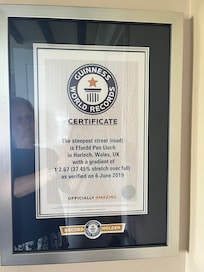 GUINNESS
WORLD RECORDS
CERTIFICATE
The steepest street (road)
is Ffordd Pen Llech
in Harlech, Wales, UK
with a gradient of
1:2.67 (37.45% stretch over fall)
as verified on 6 June 2019
OFFICIALLY AMAZING
RECORD HOLDER